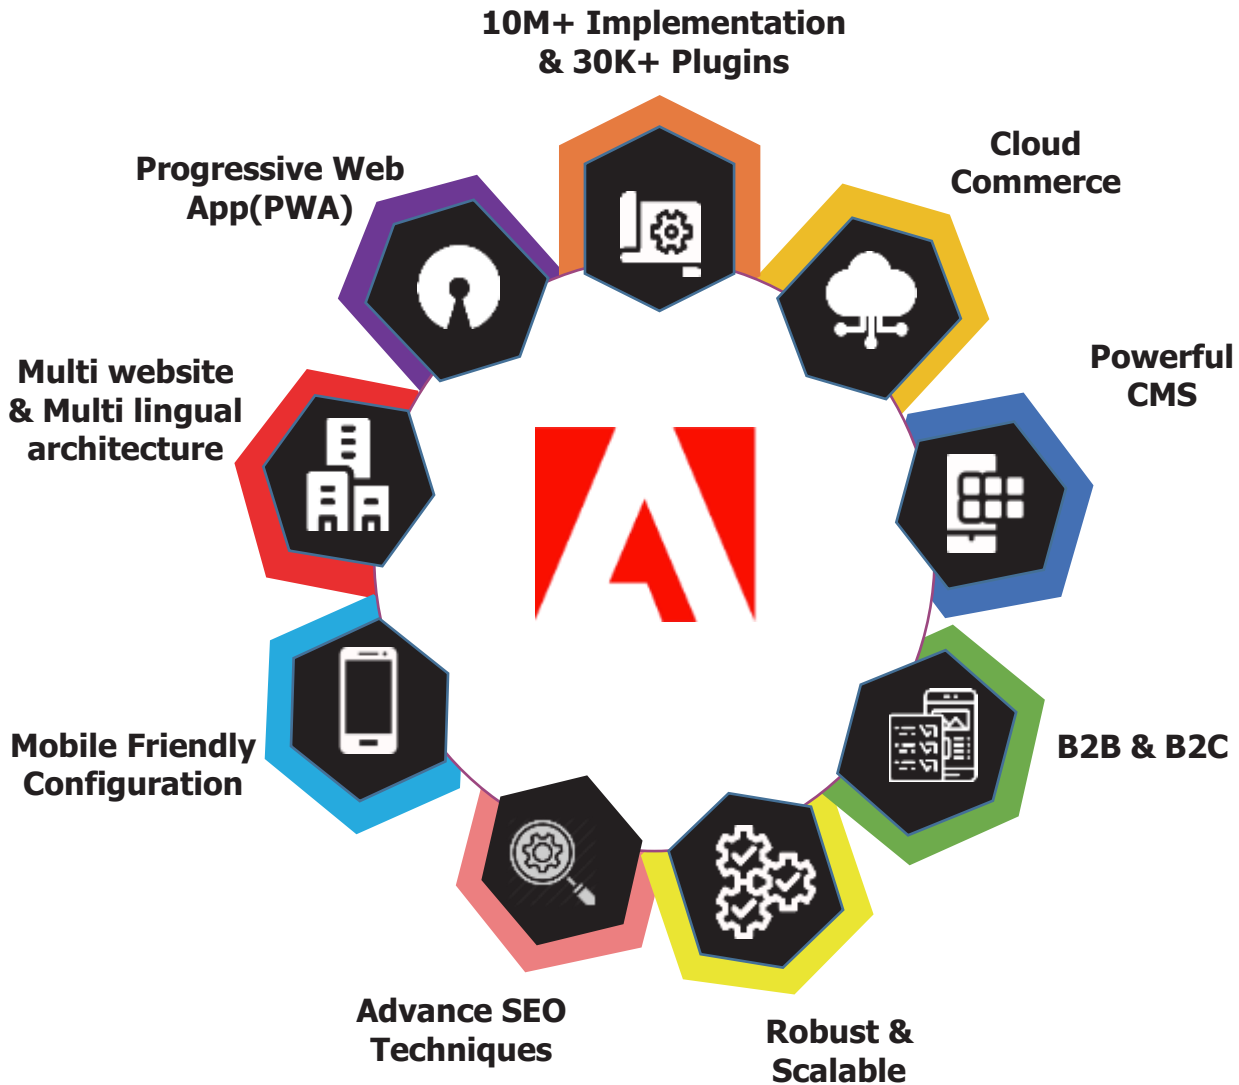 10M+ Implementation
& 30K+ Plugins
Cloud
Commerce
Powerful
CMS
B2B & B2C
Robust &
Scalable
Advance SEO
Techniques
Mobile Friendly
Configuration
Multi website
& Multi lingual
architecture
Progressive Web
App(PWA)